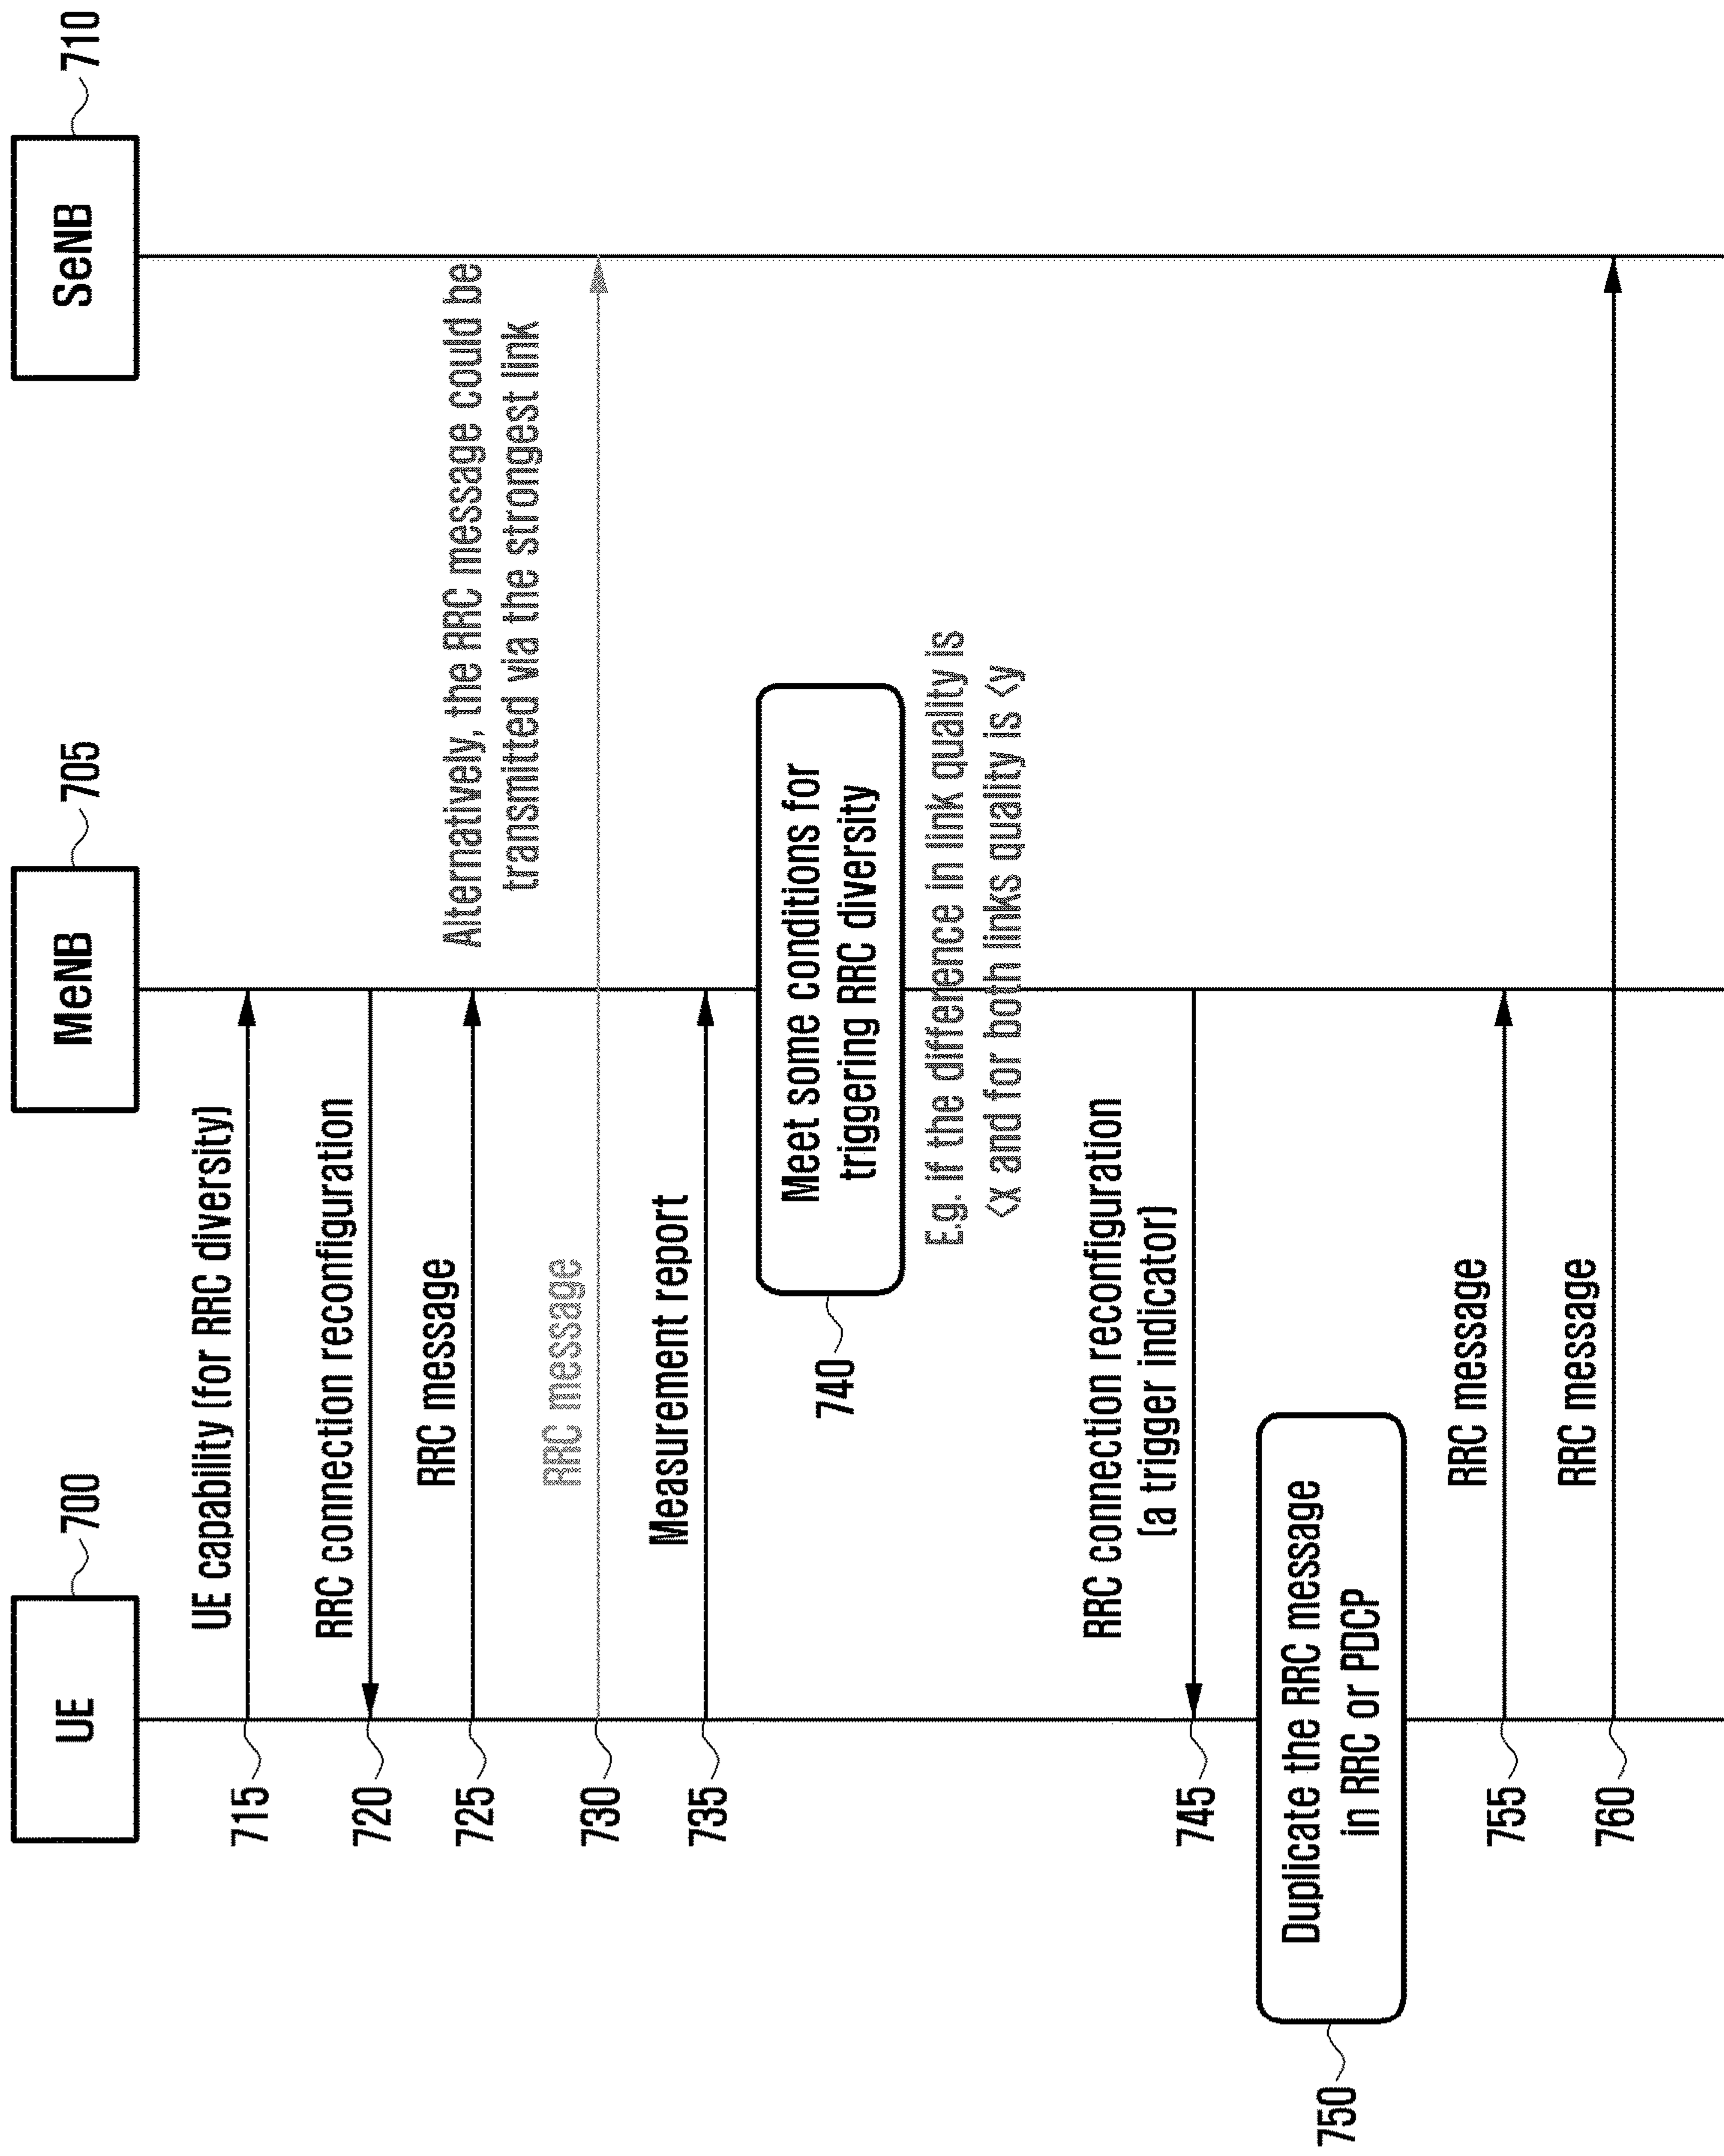 UE
700
MeNB
705
SeNB
710
715
UE capability (for RRC diversity)
720
RRC connection reconfiguration
725
RRC message
Alternatively, the RRC message could be
transmitted via the strongest link
730
RRC message
735
Measurement report
740
Meet some conditions for
triggering RRC diversity
E.g. if the difference in link quality is
<x and for both links quality is <y
745
RRC connection reconfiguration
(a trigger indicator)
750
Duplicate the RRC message
in RRC or PDCP
755
RRC message
760
RRC message